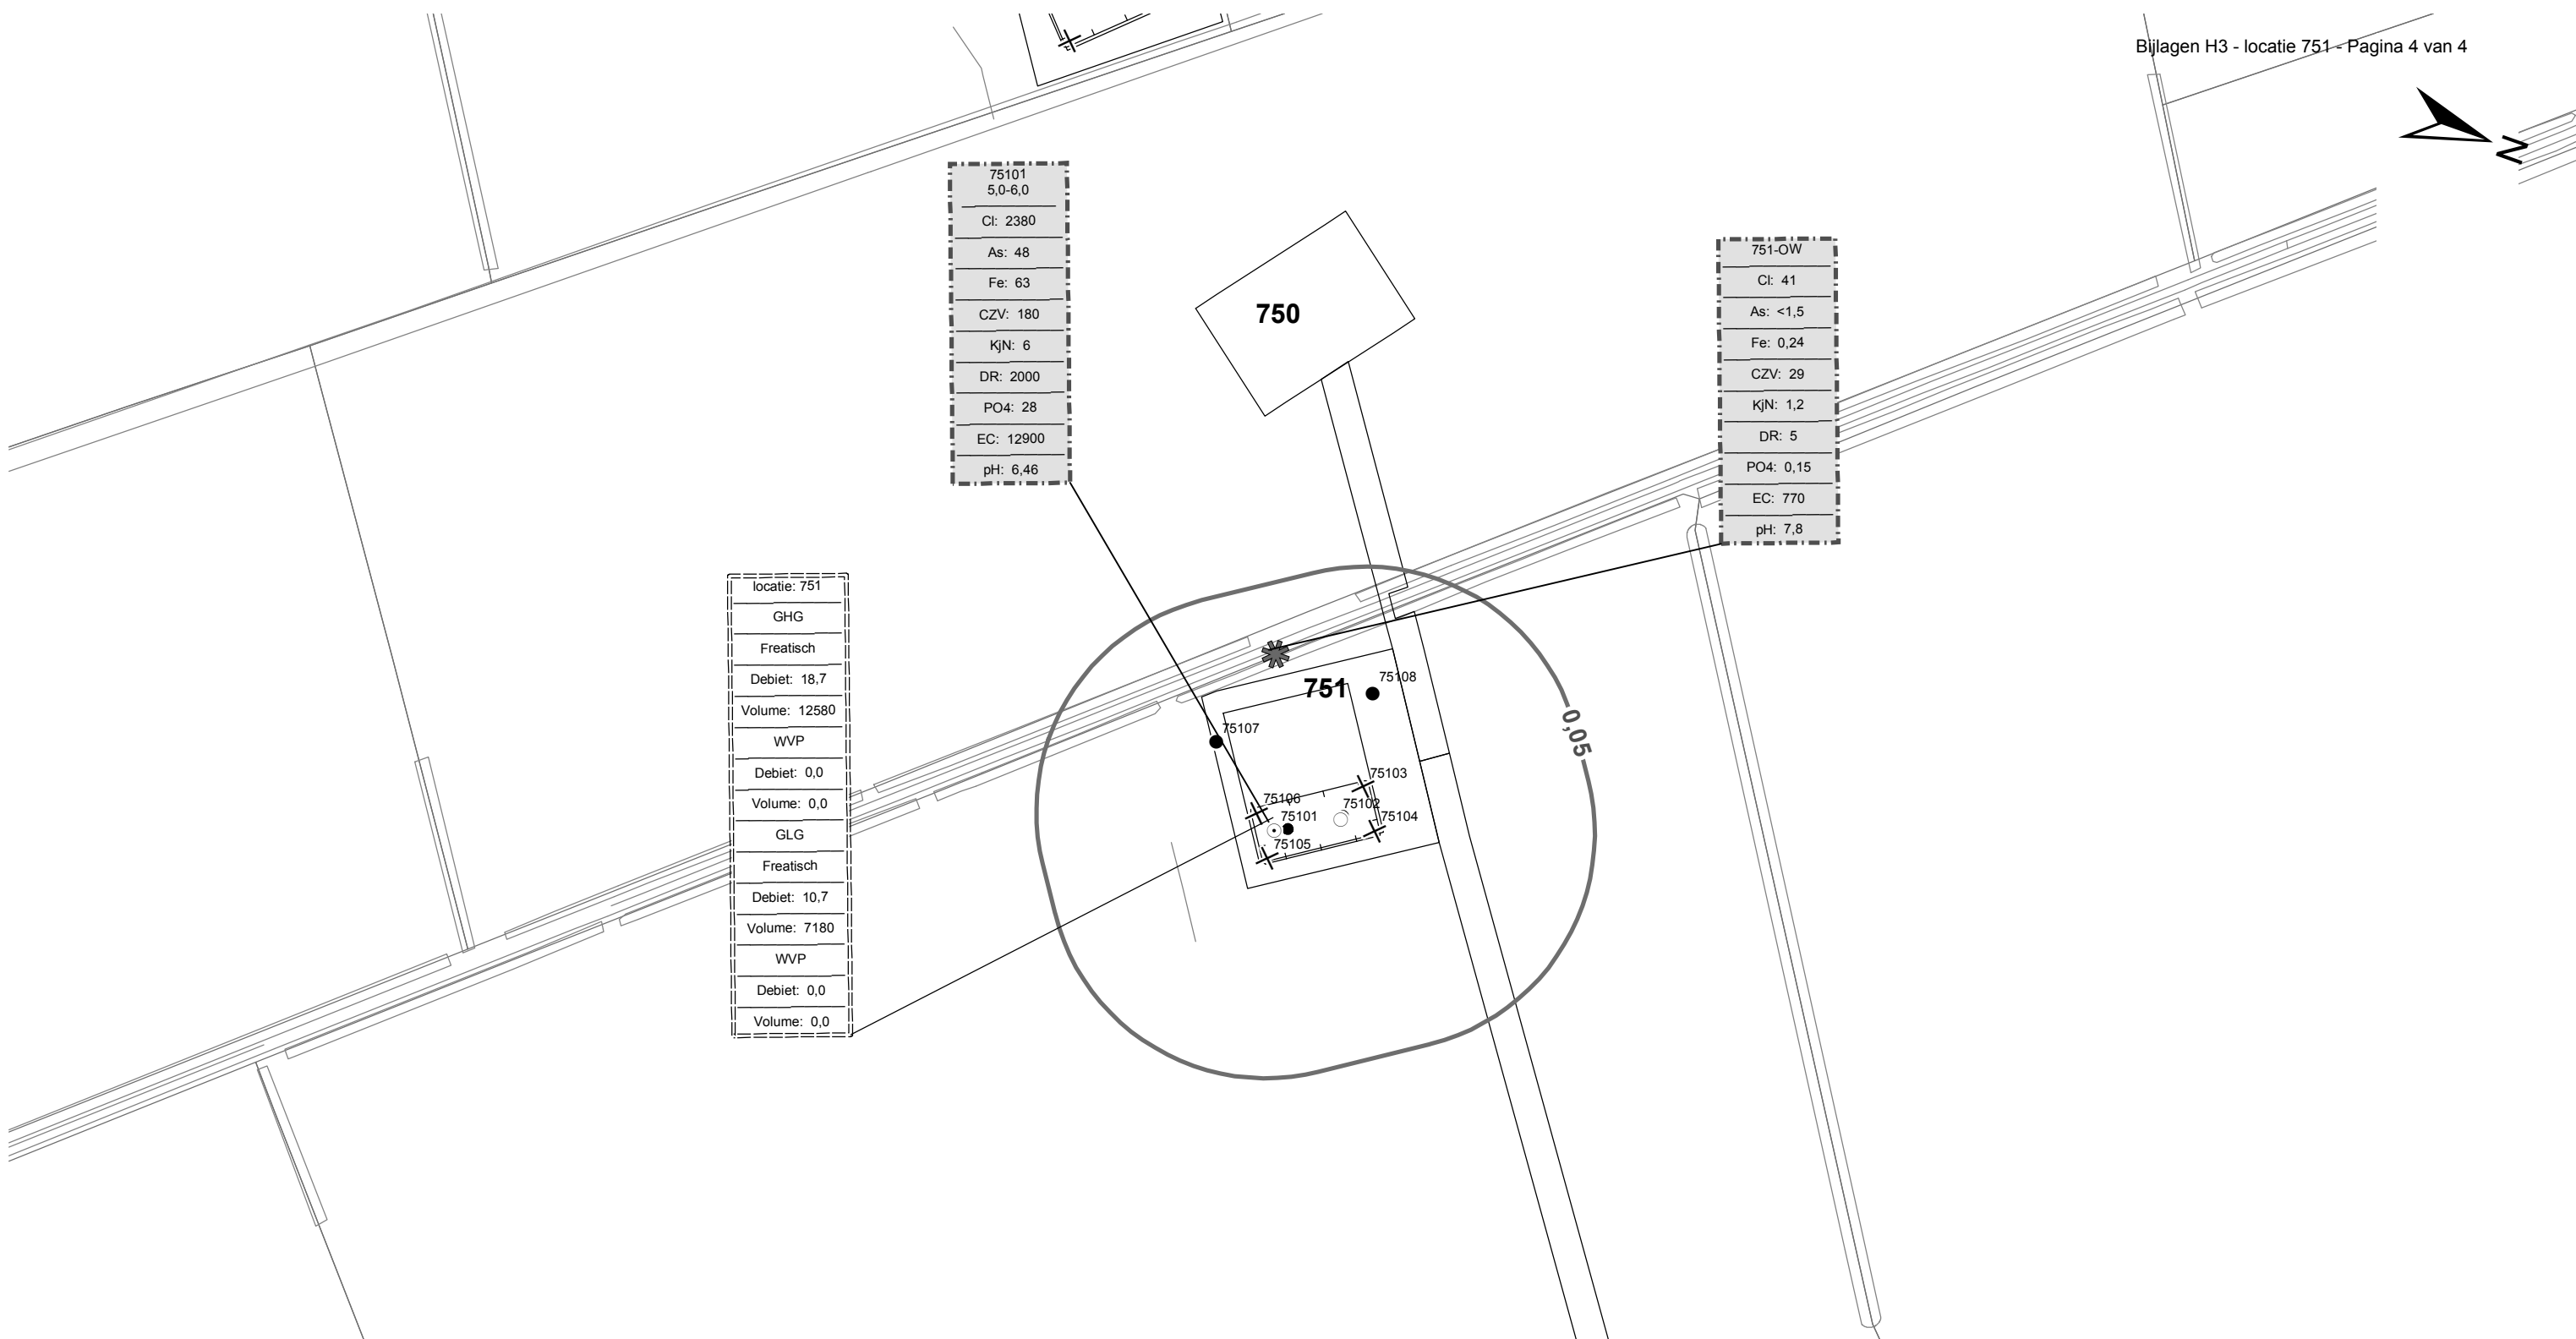 Bijlagen H3 - locatie 751 - Pagina 4 van 4
N
75101
5,0-6,0
Cl: 2380
As: 48
Fe: 63
CZV: 180
KjN: 6
DR: 2000
PO4: 28
EC: 12900
pH: 6,46
750
751-OW
Cl: 41
As: <1,5
Fe: 0,24
CZV: 29
KjN: 1,2
DR: 5
PO4: 0,15
EC: 770
pH: 7,8
locatie: 751
GHG
Freatisch
Debiet: 18,7
Volume: 12580
WVP
Debiet: 0,0
Volume: 0,0
GLG
Freatisch
Debiet: 10,7
Volume: 7180
WVP
Debiet: 0,0
Volume: 0,0
751
75108
75107
0,05
75103
75106
75102
75101
75104
75105